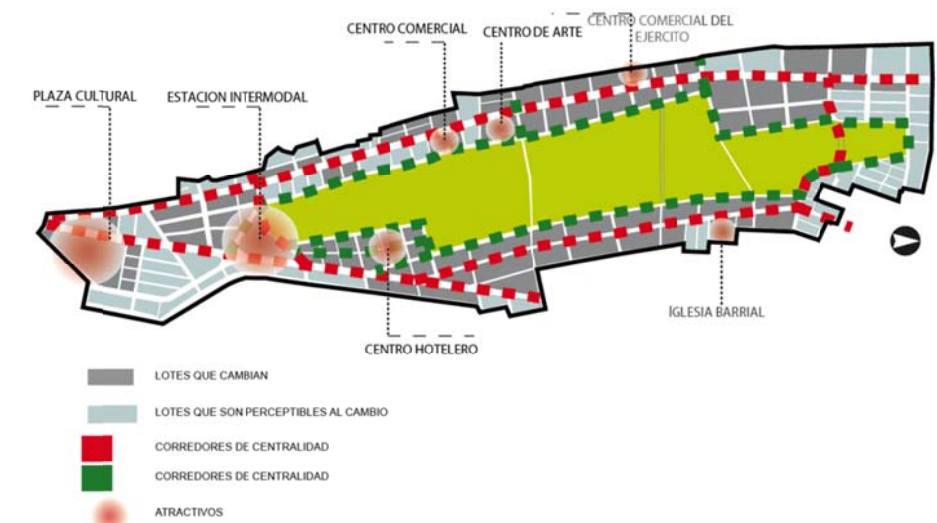 CENTRO COMERCIAL
CENTRO DE ARTE
CENTRO COMERCIAL DEL
EJERCITO
PLAZA CULTURAL
ESTACION INTERMODAL
IGLESIA BARRIAL
CENTRO HOTELERO
LOTES QUE CAMBIAN
LOTES QUE SON PERCEPTIBLES AL CAMBIO
CORREDORES DE CENTRALIDAD
CORREDORES DE CENTRALIDAD
ATRACTIVOS